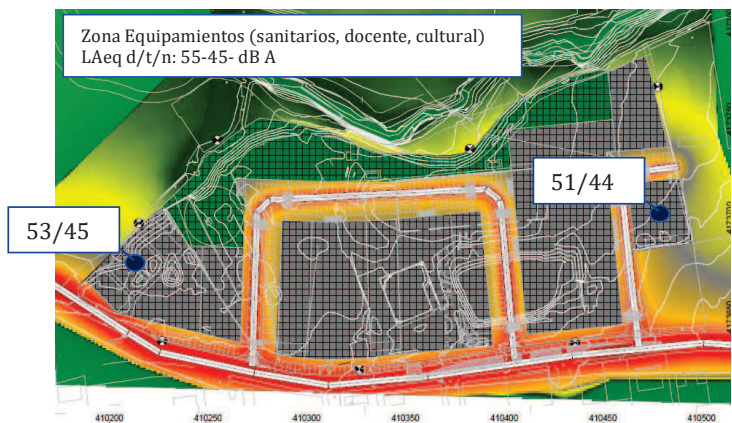 Zona Equipamientos (sanitarios, docente, cultural)
LAeq d/t/n: 55-45- dB A
51/44
53/45
410200 410250 410300 410350 410400 410450 410500